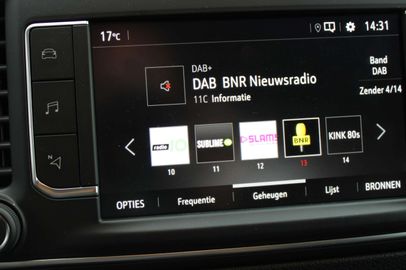 17°C
14:31
DAB+
DAB BNR Nieuwsradio
11C Informatie
Band
DAB
Zender 4/14
radio
SUBLIME
SLAM!
BNR
KINK 80s
10
11
12
13
14
OPTIES
Frequentie
Geheugen
Lijst
BRONNEN
N